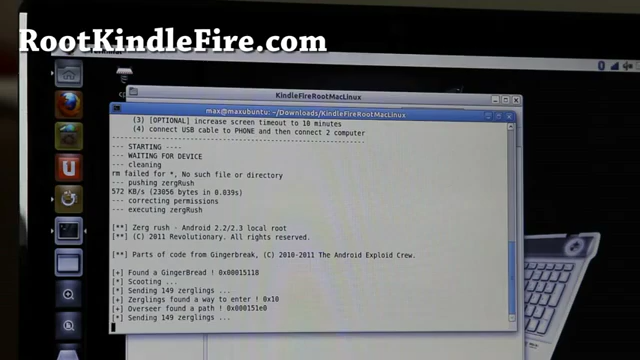 RootKindleFire.com
KindleFireRootMacLinux
max@maxubuntu: ~/Downloads/KindleFireRootMacLinux
(3) [OPTIONAL] increase screen timeout to 10 minutes
(4) connect USB cable to PHONE and then connect 2 computer
--- STARTING ----
--- WAITING FOR DEVICE
--- cleaning
rm failed for *, No such file or directory
--- pushing zergRush
572 KB/s (23056 bytes in 0.039s)
--- correcting permissions
--- executing zergRush
[**] Zerg rush - Android 2.2/2.3 local root
[**] (C) 2011 Revolutionary. All rights reserved.
[**] Parts of code from Gingerbreak, (C) 2010-2011 The Android Exploid Crew.
[+] Found a GingerBread ! 0x00015118
[*] Scooting ...
[*] Sending 149 zerglings ...
[+] Zerglings found a way to enter ! 0x10
[+] Overseer found a path ! 0x000151e0
[*] Sending 149 zerglings ...